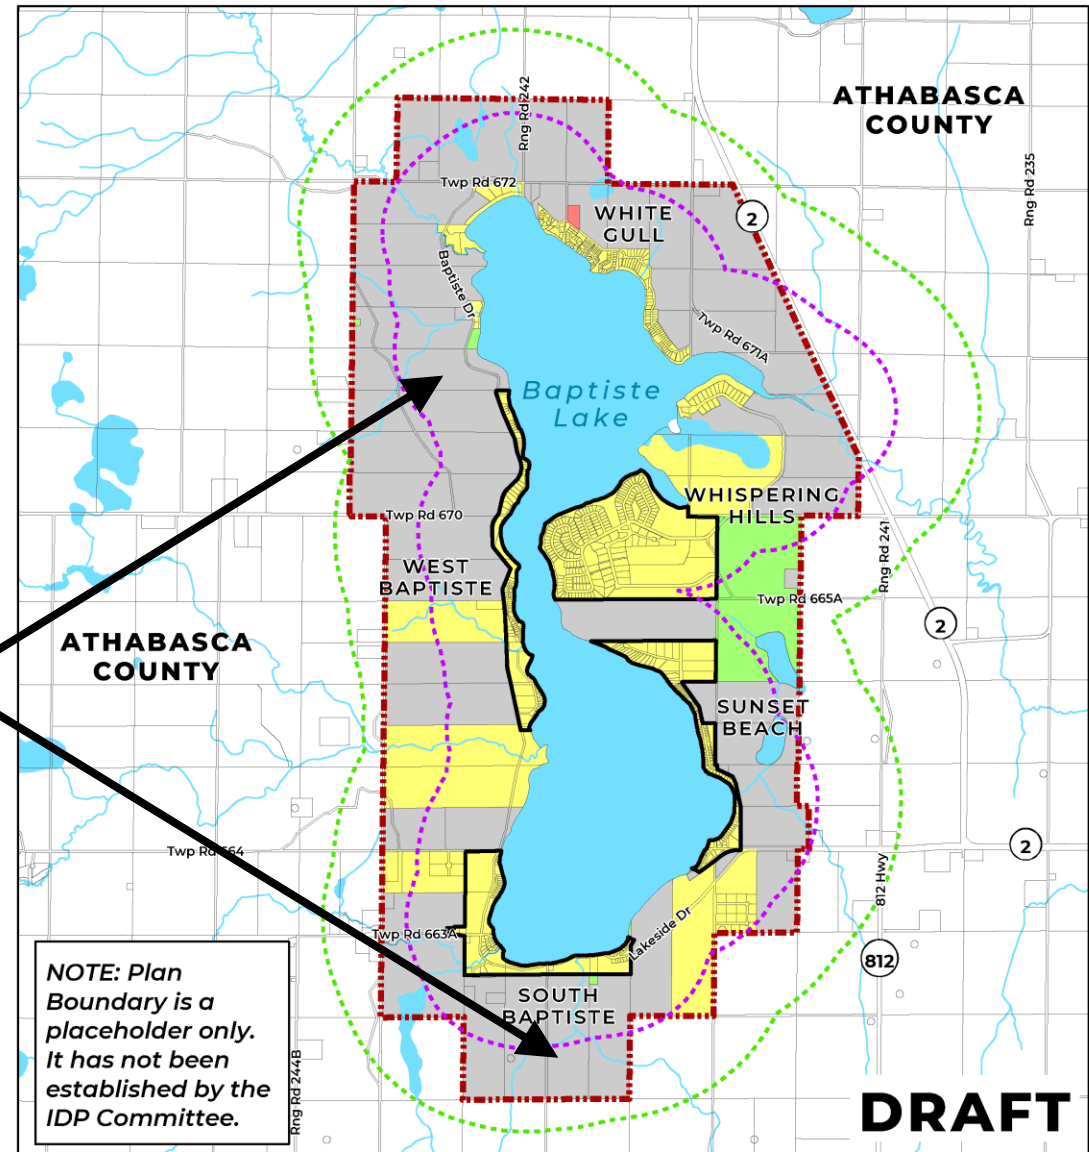 ATHABASCA
COUNTY
Rng Rd 242
Rng Rd 235
Twp Rd 672
WHITE
GULL
2
Baptiste Dr
Twp Rd 671A
Baptiste
Lake
WHISPERING
HILLS
Twp Rd 670
Rng Rd 241
WEST
BAPTISTE
Twp Rd 665A
2
ATHABASCA
COUNTY
SUNSET
BEACH
2
Twp Rd 664
812 Hwy
Twp Rd 663A
Lakeside Dr
812
NOTE: Plan
Boundary is a
placeholder only.
It has not been
established by the
IDP Committee.
SOUTH
BAPTISTE
Rng Rd 244B
DRAFT